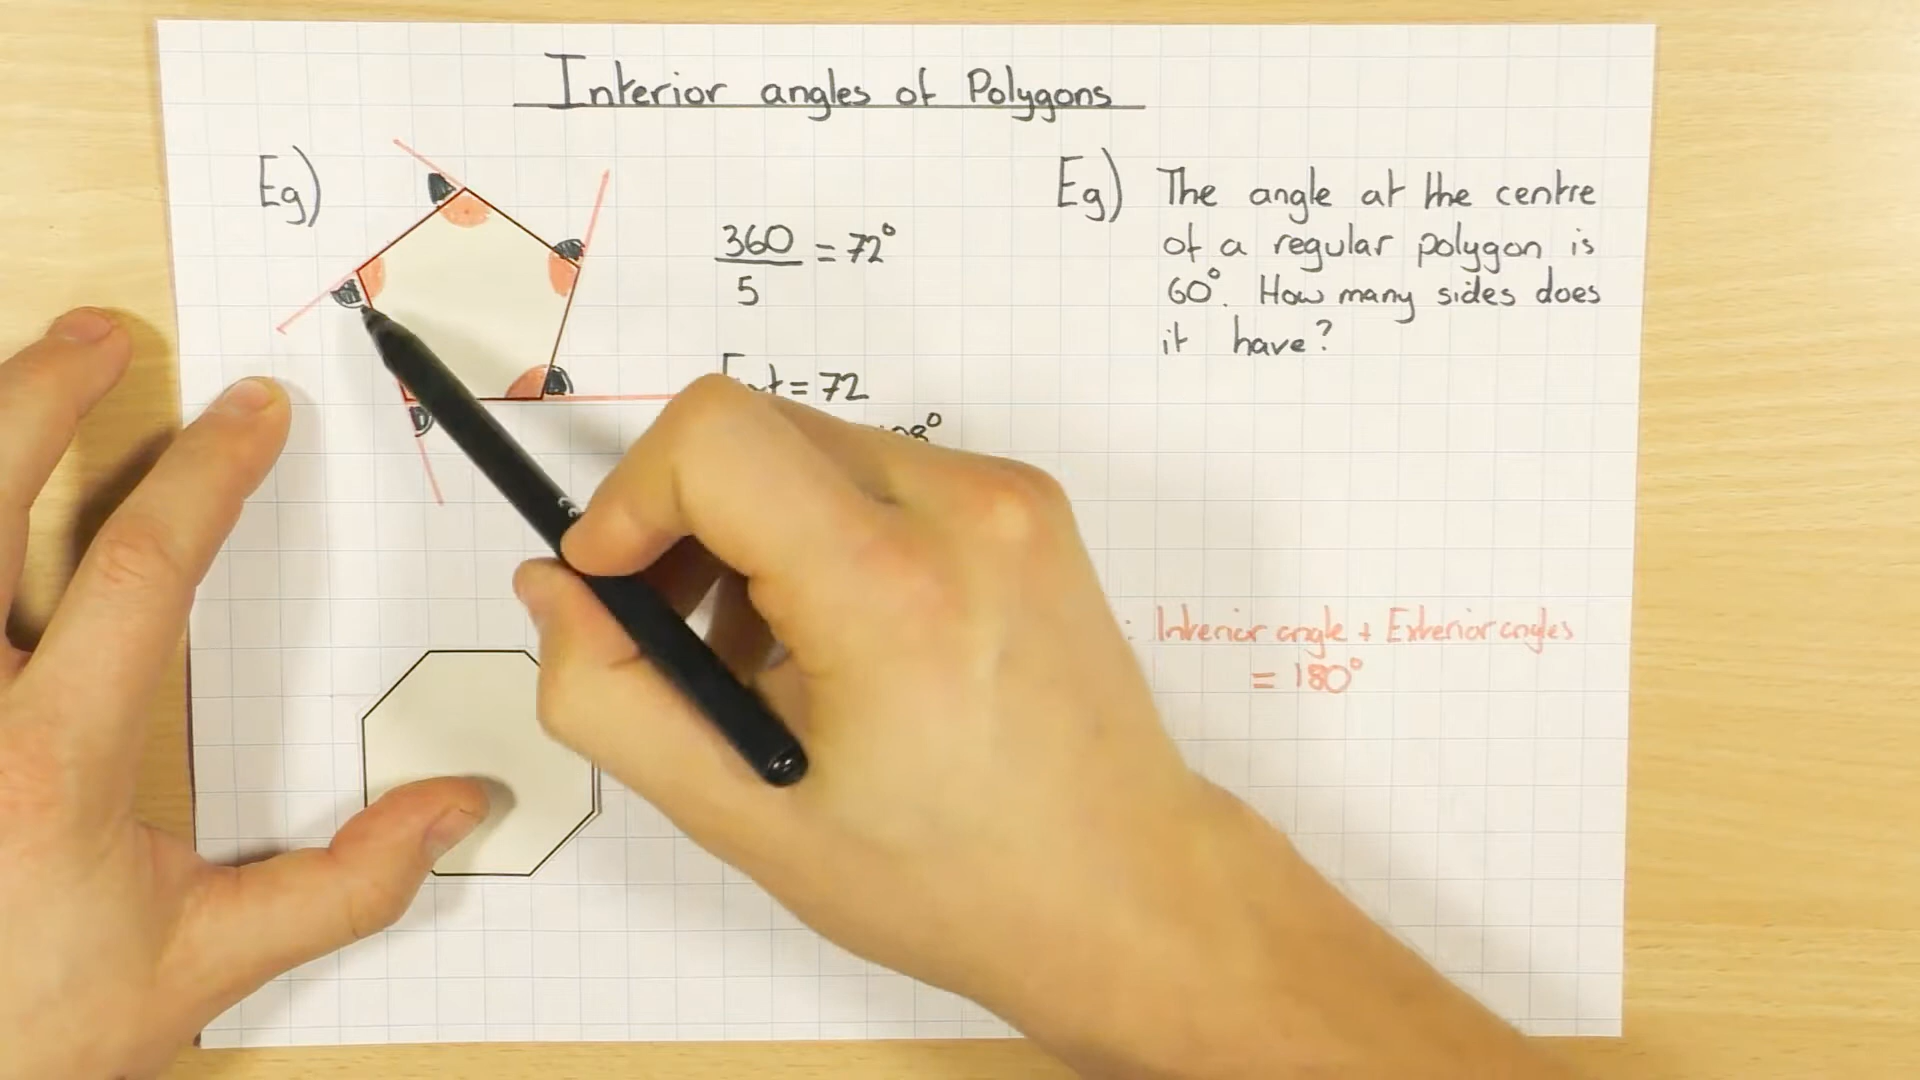 Interior angles of Polygons
Eg)
360
5
= 72°
= 72
Eg) The angle at the centre
of a regular polygon is
60°. How many sides does
it have?
: Interior angle + Exterior angles
= 180°